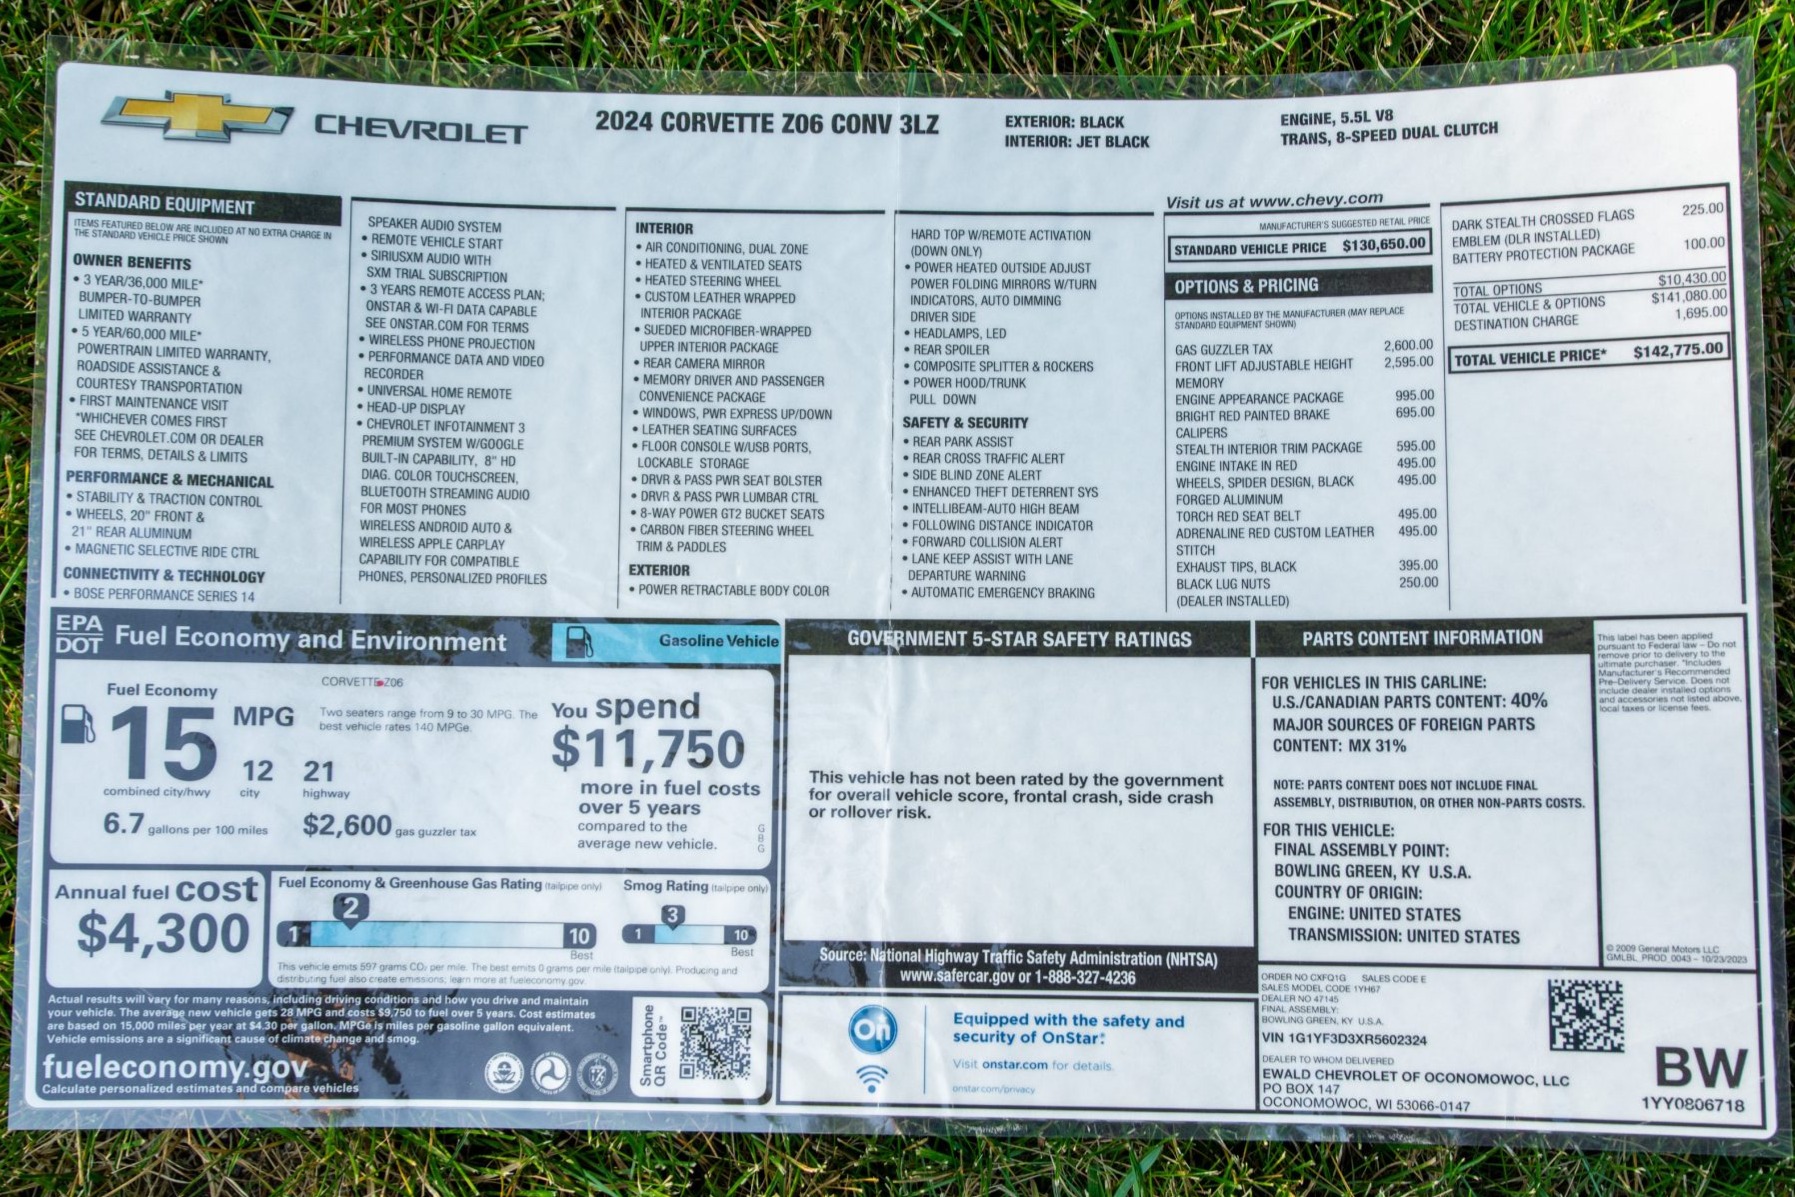 CHEVROLET
2024 CORVETTE Z06 CONV 3LZ
EXTERIOR: BLACK
INTERIOR: JET BLACK
ENGINE, 5.5L V8
TRANS, 8-SPEED DUAL CLUTCH
STANDARD EQUIPMENT
ITEMS FEATURED BELOW ARE INCLUDED AT NO EXTRA CHARGE IN
THE STANDARD VEHICLE PRICE SHOWN
OWNER BENEFITS
• 3 YEAR/36,000 MILE*
BUMPER-TO-BUMPER
LIMITED WARRANTY
• 5 YEAR/60,000 MILE*
POWERTRAIN LIMITED WARRANTY,
ROADSIDE ASSISTANCE &
COURTESY TRANSPORTATION
• FIRST MAINTENANCE VISIT
*WHICHEVER COMES FIRST
SEE CHEVROLET.COM OR DEALER
FOR TERMS, DETAILS & LIMITS
PERFORMANCE & MECHANICAL
• STABILITY & TRACTION CONTROL
• WHEELS, 20" FRONT &
21" REAR ALUMINUM
• MAGNETIC SELECTIVE RIDE CTRL
CONNECTIVITY & TECHNOLOGY
• BOSE PERFORMANCE SERIES 14
SPEAKER AUDIO SYSTEM
• REMOTE VEHICLE START
• SIRIUSXM AUDIO WITH
SXM TRIAL SUBSCRIPTION
• 3 YEARS REMOTE ACCESS PLAN;
ONSTAR & WI-FI DATA CAPABLE
SEE ONSTAR.COM FOR TERMS
• WIRELESS PHONE PROJECTION
• PERFORMANCE DATA AND VIDEO
RECORDER
• UNIVERSAL HOME REMOTE
• HEAD-UP DISPLAY
• CHEVROLET INFOTAINMENT 3
PREMIUM SYSTEM W/GOOGLE
BUILT-IN CAPABILITY, 8" HD
DIAG. COLOR TOUCHSCREEN,
BLUETOOTH STREAMING AUDIO
FOR MOST PHONES
WIRELESS ANDROID AUTO &
WIRELESS APPLE CARPLAY
CAPABILITY FOR COMPATIBLE
PHONES, PERSONALIZED PROFILES
INTERIOR
• AIR CONDITIONING, DUAL ZONE
• HEATED & VENTILATED SEATS
• HEATED STEERING WHEEL
• CUSTOM LEATHER WRAPPED
INTERIOR PACKAGE
• SUEDED MICROFIBER-WRAPPED
UPPER INTERIOR PACKAGE
• REAR CAMERA MIRROR
• MEMORY DRIVER AND PASSENGER
CONVENIENCE PACKAGE
• WINDOWS, PWR EXPRESS UP/DOWN
• LEATHER SEATING SURFACES
• FLOOR CONSOLE W/USB PORTS,
LOCKABLE STORAGE
• DRVR & PASS PWR SEAT BOLSTER
• DRVR & PASS PWR LUMBAR CTRL
• 8-WAY POWER GT2 BUCKET SEATS
• CARBON FIBER STEERING WHEEL
TRIM & PADDLES
EXTERIOR
• POWER RETRACTABLE BODY COLOR
HARD TOP W/REMOTE ACTIVATION
(DOWN ONLY)
• POWER HEATED OUTSIDE ADJUST
POWER FOLDING MIRRORS W/TURN
INDICATORS, AUTO DIMMING
DRIVER SIDE
• HEADLAMPS, LED
• REAR SPOILER
• COMPOSITE SPLITTER & ROCKERS
• POWER HOOD/TRUNK
PULL DOWN
SAFETY & SECURITY
• REAR PARK ASSIST
• REAR CROSS TRAFFIC ALERT
• SIDE BLIND ZONE ALERT
• ENHANCED THEFT DETERRENT SYS
• INTELLIBEAM-AUTO HIGH BEAM
• FOLLOWING DISTANCE INDICATOR
• FORWARD COLLISION ALERT
• LANE KEEP ASSIST WITH LANE
DEPARTURE WARNING
• AUTOMATIC EMERGENCY BRAKING
Visit us at www.chevy.com
MANUFACTURER'S SUGGESTED RETAIL PRICE
STANDARD VEHICLE PRICE $130,650.00
OPTIONS & PRICING
OPTIONS INSTALLED BY THE MANUFACTURER (MAY REPLACE
STANDARD EQUIPMENT SHOWN)
GAS GUZZLER TAX 2,600.00
FRONT LIFT ADJUSTABLE HEIGHT 2,595.00
MEMORY
ENGINE APPEARANCE PACKAGE 995.00
BRIGHT RED PAINTED BRAKE 695.00
CALIPERS
STEALTH INTERIOR TRIM PACKAGE 595.00
ENGINE INTAKE IN RED 495.00
WHEELS, SPIDER DESIGN, BLACK 495.00
FORGED ALUMINUM
TORCH RED SEAT BELT 495.00
ADRENALINE RED CUSTOM LEATHER 495.00
STITCH
EXHAUST TIPS, BLACK 395.00
BLACK LUG NUTS 250.00
(DEALER INSTALLED)
DARK STEALTH CROSSED FLAGS 225.00
EMBLEM (DLR INSTALLED)
BATTERY PROTECTION PACKAGE 100.00
TOTAL OPTIONS $10,430.00
TOTAL VEHICLE & OPTIONS $141,080.00
DESTINATION CHARGE 1,695.00
TOTAL VEHICLE PRICE* $142,775.00
EPA
DOT
Fuel Economy and Environment
Gasoline Vehicle
Fuel Economy
CORVETTE Z06
15 MPG
combined city/hwy
12
city
21
highway
Two seaters range from 9 to 30 MPG. The
best vehicle rates 140 MPGe.
6.7 gallons per 100 miles
$2,600 gas guzzler tax
You spend
$11,750
more in fuel costs
over 5 years
compared to the
average new vehicle.
G
B
G
Annual fuel cost
$4,300
Fuel Economy & Greenhouse Gas Rating (tailpipe only)
2
1
10
Best
Smog Rating (tailpipe only)
3
1
10
Best
This vehicle emits 597 grams CO₂ per mile. The best emits 0 grams per mile (tailpipe only). Producing and
distributing fuel also create emissions; learn more at fueleconomy.gov.
Actual results will vary for many reasons, including driving conditions and how you drive and maintain
your vehicle. The average new vehicle gets 28 MPG and costs $9,750 to fuel over 5 years. Cost estimates
are based on 15,000 miles per year at $4.30 per gallon. MPGe is miles per gasoline gallon equivalent.
Vehicle emissions are a significant cause of climate change and smog.
fueleconomy.gov
Calculate personalized estimates and compare vehicles
Smartphone
QR Code™
GOVERNMENT 5-STAR SAFETY RATINGS
This vehicle has not been rated by the government
for overall vehicle score, frontal crash, side crash
or rollover risk.
Source: National Highway Traffic Safety Administration (NHTSA)
www.safercar.gov or 1-888-327-4236
On
Equipped with the safety and
security of OnStar.
Visit onstar.com for details.
onstar.com/privacy
PARTS CONTENT INFORMATION
FOR VEHICLES IN THIS CARLINE:
U.S./CANADIAN PARTS CONTENT: 40%
MAJOR SOURCES OF FOREIGN PARTS
CONTENT: MX 31%
NOTE: PARTS CONTENT DOES NOT INCLUDE FINAL
ASSEMBLY, DISTRIBUTION, OR OTHER NON-PARTS COSTS.
FOR THIS VEHICLE:
FINAL ASSEMBLY POINT:
BOWLING GREEN, KY U.S.A.
COUNTRY OF ORIGIN:
ENGINE: UNITED STATES
TRANSMISSION: UNITED STATES
This label has been applied
pursuant to Federal law – Do not
remove prior to delivery to the
ultimate purchaser. *Includes
Manufacturer's Recommended
Pre-Delivery Service. Does not
include dealer installed options
and accessories not listed above,
local taxes or license fees.
© 2009 General Motors LLC
GMLBL_PROD_0043 – 10/23/2023
ORDER NO CXFQ1G SALES CODE E
SALES MODEL CODE 1YH67
DEALER NO 47145
FINAL ASSEMBLY:
BOWLING GREEN, KY U.S.A.
VIN 1G1YF3D3XR5602324
DEALER TO WHOM DELIVERED
EWALD CHEVROLET OF OCONOMOWOC, LLC
PO BOX 147
OCONOMOWOC, WI 53066-0147
BW
1YY0806718